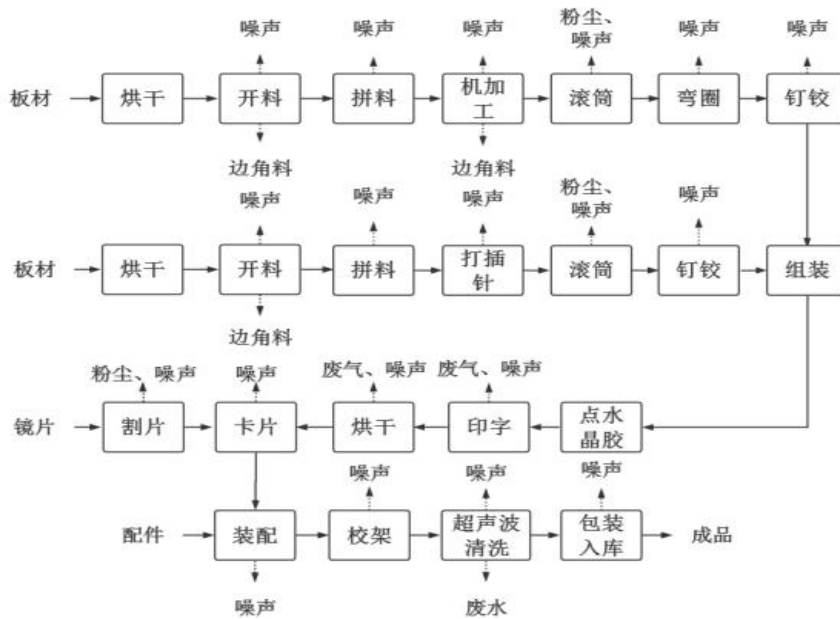 噪声 噪声 噪声 粉尘、噪声 噪声 噪声
板材 烘干 开料 拼料 机加工 滚筒 弯圈 钉铰
边角料 边角料
噪声 噪声 噪声 粉尘、噪声 噪声
板材 烘干 开料 拼料 打插针 滚筒 钉铰 组装
边角料
粉尘、噪声 噪声 废气、噪声 废气、噪声
镜片 割片 卡片 烘干 印字 点水晶胶
噪声 噪声 噪声
配件 装配 校架 超声波清洗 包装入库 成品
噪声 废水